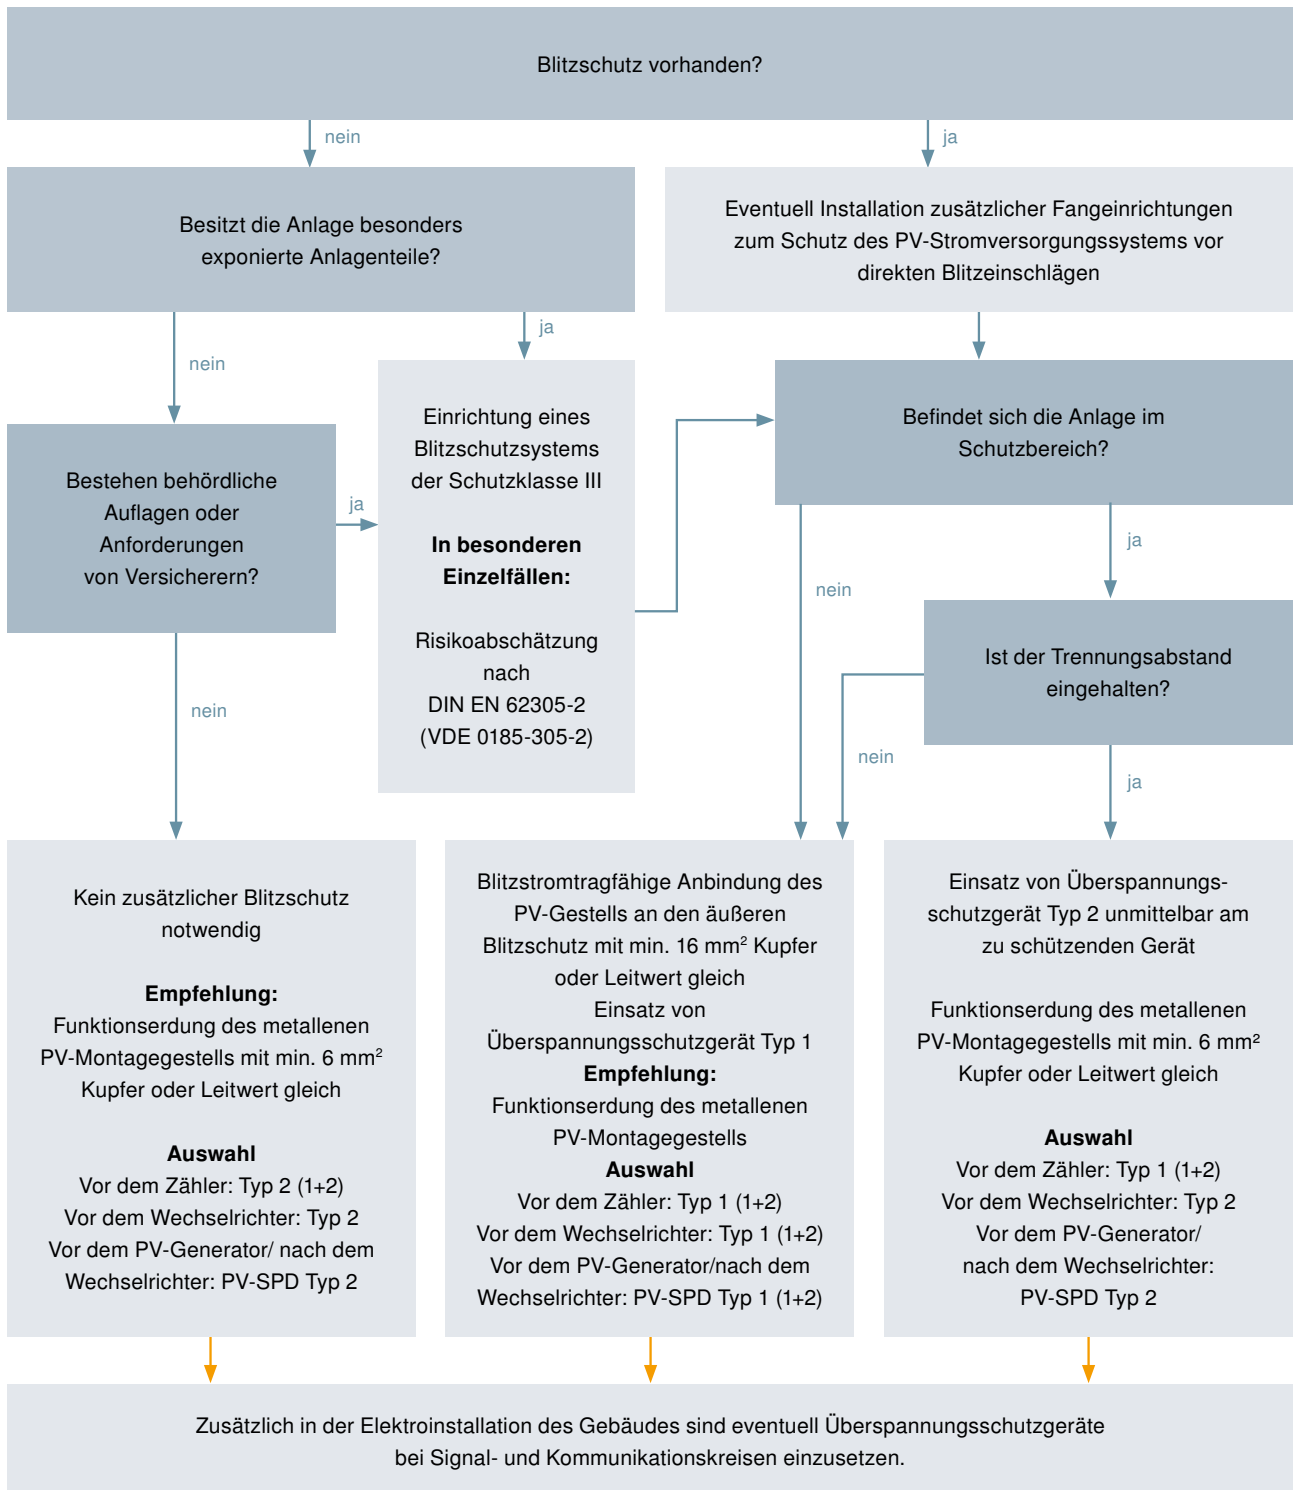 Blitzschutz vorhanden?
nein
ja
Besitzt die Anlage besonders
exponierte Anlagenteile?
Eventuell Installation zusätzlicher Fangeinrichtungen
zum Schutz des PV-Stromversorgungssystems vor
direkten Blitzeinschlägen
nein
ja
Bestehen behördliche
Auflagen oder
Anforderungen
von Versicherern?
ja
Einrichtung eines
Blitzschutzsystems
der Schutzklasse III
In besonderen
Einzelfällen:
Risikoabschätzung
nach
DIN EN 62305-2
(VDE 0185-305-2)
Befindet sich die Anlage im
Schutzbereich?
nein
ja
Ist der Trennungsabstand
eingehalten?
nein
nein
ja
Kein zusätzlicher Blitzschutz
notwendig
Empfehlung:
Funktionserdung des metallenen
PV-Montagegestells mit min. 6 mm²
Kupfer oder Leitwert gleich
Auswahl
Vor dem Zähler: Typ 2 (1+2)
Vor dem Wechselrichter: Typ 2
Vor dem PV-Generator/ nach dem
Wechselrichter: PV-SPD Typ 2
Blitzstromtragfähige Anbindung des
PV-Gestells an den äußeren
Blitzschutz mit min. 16 mm² Kupfer
oder Leitwert gleich
Einsatz von
Überspannungsschutzgerät Typ 1
Empfehlung:
Funktionserdung des metallenen
PV-Montagegestells
Auswahl
Vor dem Zähler: Typ 1 (1+2)
Vor dem Wechselrichter: Typ 1 (1+2)
Vor dem PV-Generator/nach dem
Wechselrichter: PV-SPD Typ 1 (1+2)
Einsatz von Überspannungs-
schutzgerät Typ 2 unmittelbar am
zu schützenden Gerät
Funktionserdung des metallenen
PV-Montagegestells mit min. 6 mm²
Kupfer oder Leitwert gleich
Auswahl
Vor dem Zähler: Typ 1 (1+2)
Vor dem Wechselrichter: Typ 2
Vor dem PV-Generator/
nach dem Wechselrichter:
PV-SPD Typ 2
Zusätzlich in der Elektroinstallation des Gebäudes sind eventuell Überspannungsschutzgeräte
bei Signal- und Kommunikationskreisen einzusetzen.